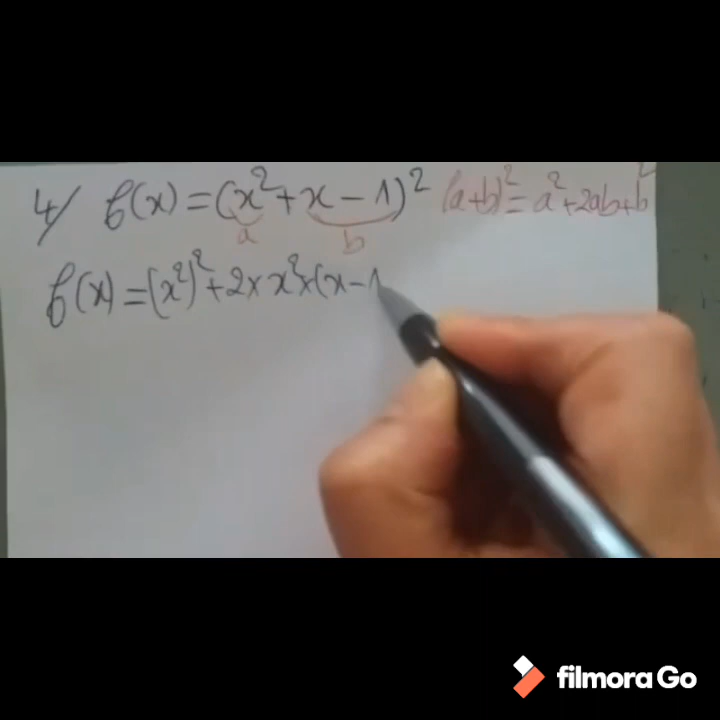 4/ f(x) = (x² + x - 1)² (a+b)² = a² + 2ab + b²
a b
f(x) = (x²)² + 2 × x² × (x - 1
filmora Go